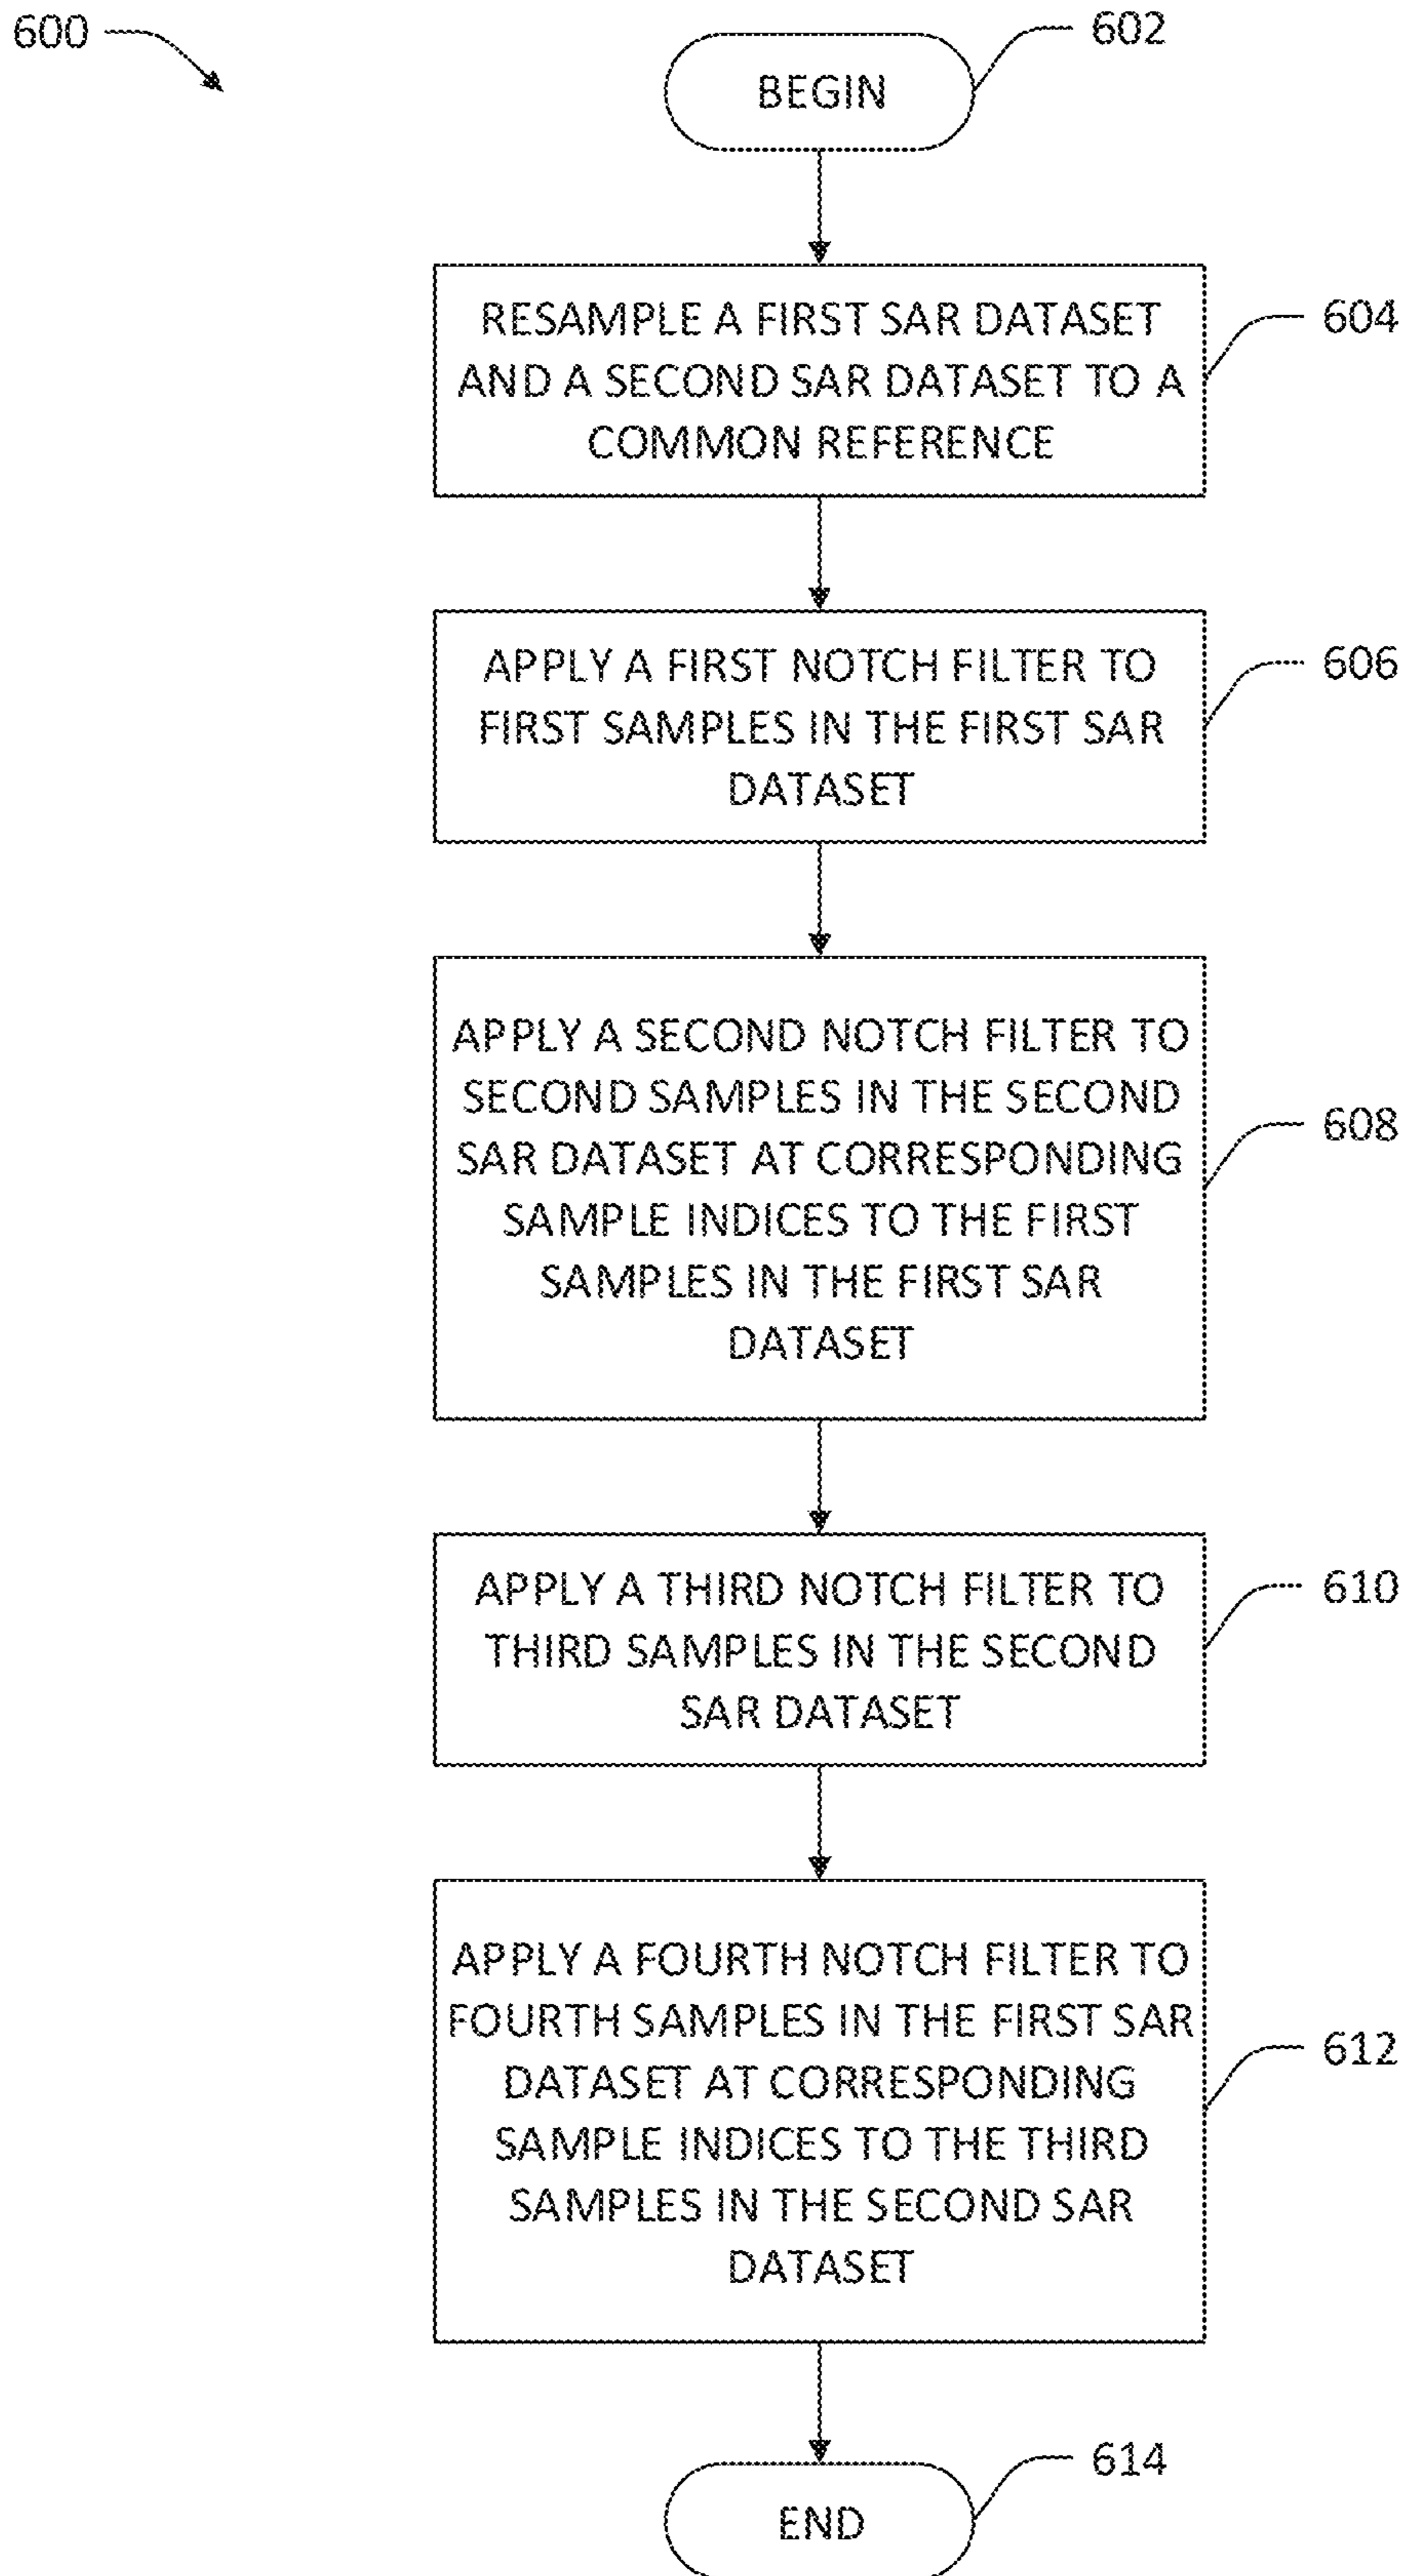 600
602
BEGIN
RESAMPLE A FIRST SAR DATASET
AND A SECOND SAR DATASET TO A
COMMON REFERENCE
604
APPLY A FIRST NOTCH FILTER TO
FIRST SAMPLES IN THE FIRST SAR
DATASET
606
APPLY A SECOND NOTCH FILTER TO
SECOND SAMPLES IN THE SECOND
SAR DATASET AT CORRESPONDING
SAMPLE INDICES TO THE FIRST
SAMPLES IN THE FIRST SAR
DATASET
608
APPLY A THIRD NOTCH FILTER TO
THIRD SAMPLES IN THE SECOND
SAR DATASET
610
APPLY A FOURTH NOTCH FILTER TO
FOURTH SAMPLES IN THE FIRST SAR
DATASET AT CORRESPONDING
SAMPLE INDICES TO THE THIRD
SAMPLES IN THE SECOND SAR
DATASET
612
614
END